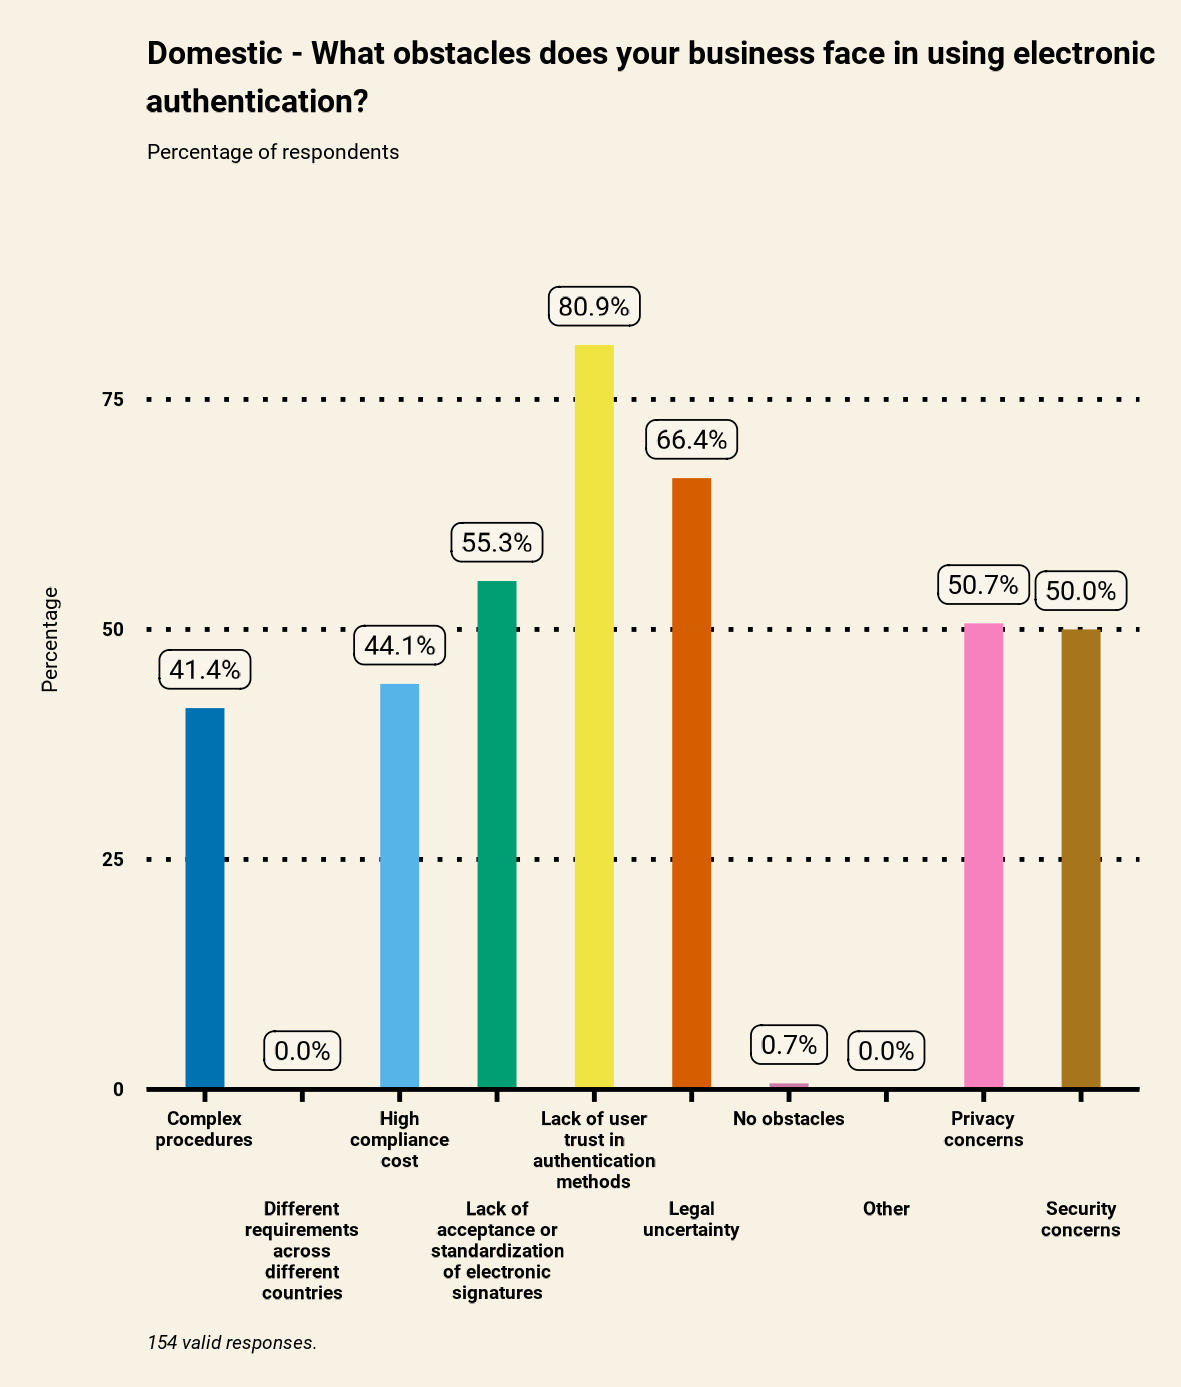 Domestic - What obstacles does your business face in using electronic
authentication?
Percentage of respondents
80.9%
75
66.4%
55.3%
50.7%
50.0%
Percentage
50
44.1%
41.4%
25
0.7%
0.0%
0.0%
0
Complex
procedures
High
compliance
cost
Lack of user
trust in
authentication
methods
No obstacles
Privacy
concerns
Different
requirements
across
different
countries
Lack of
acceptance or
standardization
of electronic
signatures
Legal
uncertainty
Other
Security
concerns
154 valid responses.